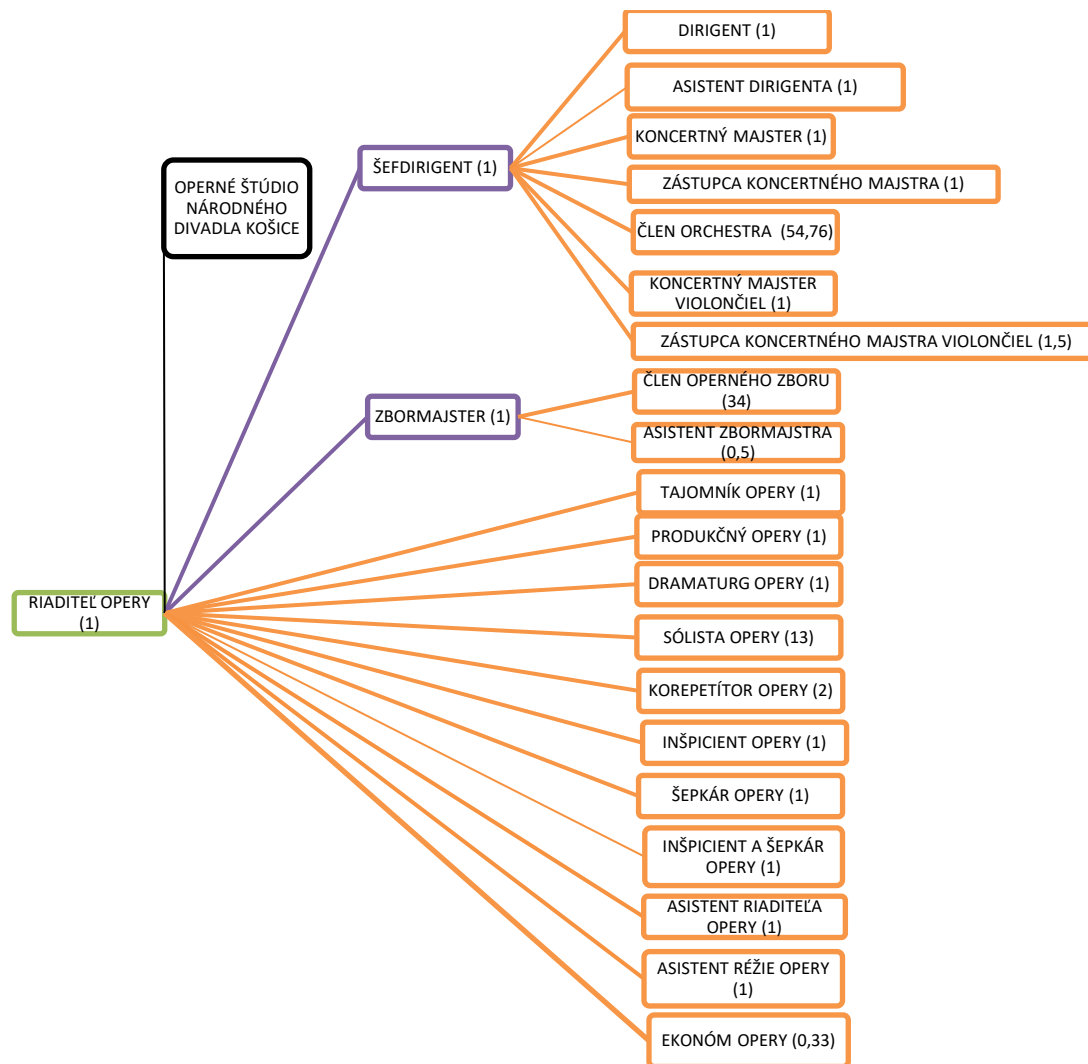 DIRIGENT (1)
ASISTENT DIRIGENTA (1)
KONCERTNÝ MAJSTER (1)
OPERNÉ ŠTÚDIO
NÁRODNÉHO
DIVADLA KOŠICE
ŠEFDIRIGENT (1)
ZÁSTUPCA KONCERTNÉHO MAJSTRA (1)
ČLEN ORCHESTRA (54,76)
KONCERTNÝ MAJSTER
VIOLONČIEL (1)
ZÁSTUPCA KONCERTNÉHO MAJSTRA VIOLONČIEL (1,5)
ZBORMAJSTER (1)
ČLEN OPERNÉHO ZBORU
(34)
ASISTENT ZBORMAJSTRA
(0,5)
TAJOMNÍK OPERY (1)
PRODUKČNÝ OPERY (1)
DRAMATURG OPERY (1)
RIADITEĽ OPERY
(1)
SÓLISTA OPERY (13)
KOREPETÍTOR OPERY (2)
INŠPICIENT OPERY (1)
ŠEPKÁR OPERY (1)
INŠPICIENT A ŠEPKÁR
OPERY (1)
ASISTENT RIADITEĽA
OPERY (1)
ASISTENT RÉŽIE OPERY
(1)
EKONÓM OPERY (0,33)